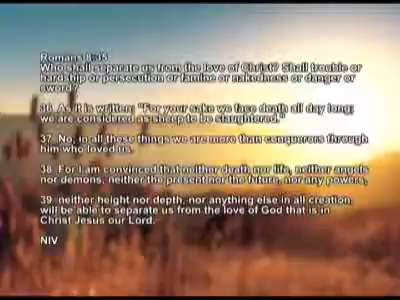 Romans 8:35
Who shall separate us from the love of Christ? Shall trouble or
hardship or persecution or famine or nakedness or danger or
sword?
36 As it is written: "For your sake we face death all day long;
we are considered as sheep to be slaughtered."
37 No, in all these things we are more than conquerors through
him who loved us.
38 For I am convinced that neither death nor life, neither angels
nor demons, neither the present nor the future, nor any powers,
39 neither height nor depth, nor anything else in all creation,
will be able to separate us from the love of God that is in
Christ Jesus our Lord.
NIV